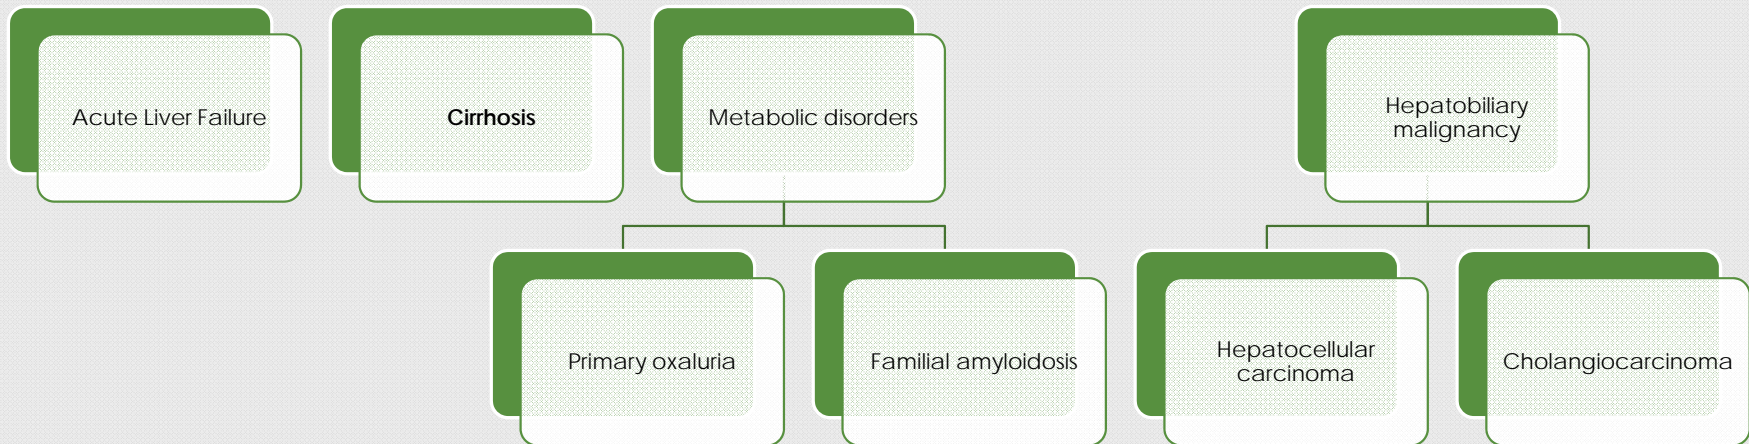 Acute Liver Failure
Cirrhosis
Metabolic disorders
Hepatobiliary
malignancy
Primary oxaluria
Familial amyloidosis
Hepatocellular
carcinoma
Cholangiocarcinoma